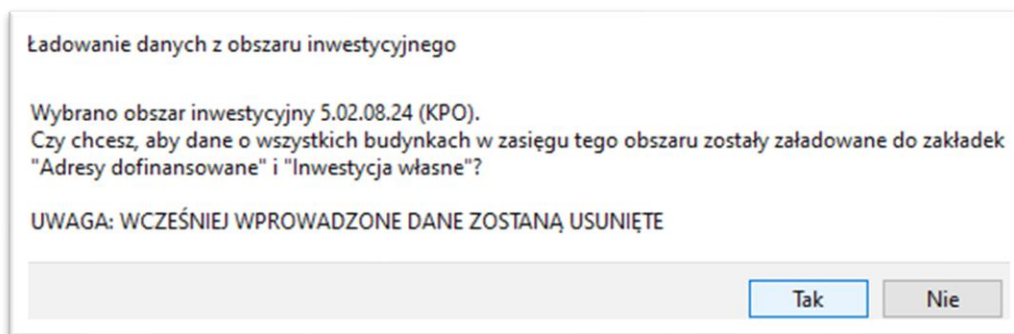 Ładowanie danych z obszaru inwestycyjnego
Wybrano obszar inwestycyjny 5.02.08.24 (KPO).
Czy chcesz, aby dane o wszystkich budynkach w zasięgu tego obszaru zostały załadowane do zakładek
"Adresy dofinansowane" i "Inwestycja własne"?
UWAGA: WCZEŚNIEJ WPROWADZONE DANE ZOSTANĄ USUNIĘTE
Tak
Nie